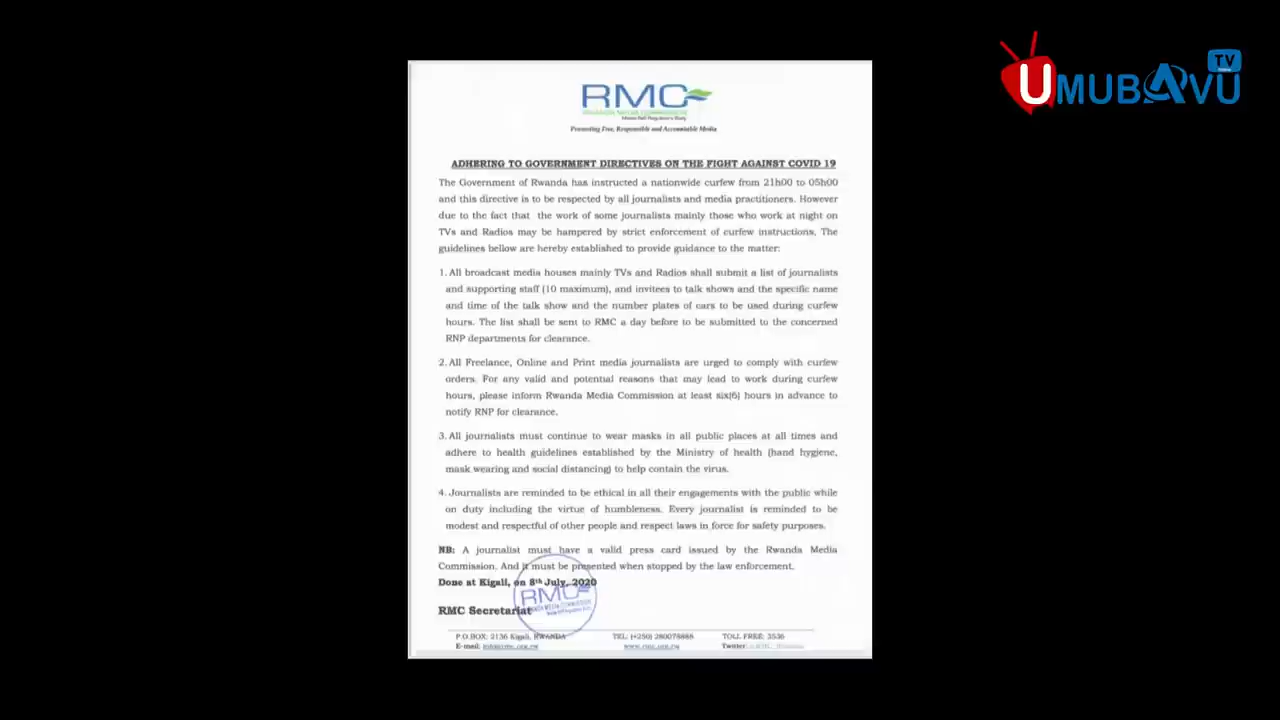 UMUBAVU TV
RMC
RWANDA MEDIA COMMISSION
Media Self Regulatory Body
Promoting Free, Responsible and Accountable Media
ADHERING TO GOVERNMENT DIRECTIVES ON THE FIGHT AGAINST COVID 19
The Government of Rwanda has instructed a nationwide curfew from 21h00 to 05h00
and this directive is to be respected by all journalists and media practitioners. However
due to the fact that the work of some journalists mainly those who work at night on
TVs and Radios may be hampered by strict enforcement of curfew instructions, The
guidelines bellow are hereby established to provide guidance to the matter:
1. All broadcast media houses mainly TVs and Radios shall submit a list of journalists
and supporting staff (10 maximum), and invitees to talk shows and the specific name
and time of the talk show and the number plates of cars to be used during curfew
hours. The list shall be sent to RMC a day before to be submitted to the concerned
RNP departments for clearance.
2. All Freelance, Online and Print media journalists are urged to comply with curfew
orders. For any valid and potential reasons that may lead to work during curfew
hours, please inform Rwanda Media Commission at least six(6) hours in advance to
notify RNP for clearance.
3. All journalists must continue to wear masks in all public places at all times and
adhere to health guidelines established by the Ministry of health (hand hygiene,
mask wearing and social distancing) to help contain the virus.
4. Journalists are reminded to be ethical in all their engagements with the public while
on duty including the virtue of humbleness. Every journalist is reminded to be
modest and respectful of other people and respect laws in force for safety purposes.
NB: A journalist must have a valid press card issued by the Rwanda Media
Commission. And it must be presented when stopped by the law enforcement.
Done at Kigali, on 8th July, 2020
RMC
RWANDA MEDIA COMMISSION
RMC Secretariat
P.O.BOX: 2136 Kigali, RWANDA TEL: (+250) 280078888 TOLL FREE: 3536
E-mail: info@rmc.org.rw www.rmc.org.rw Twitter: